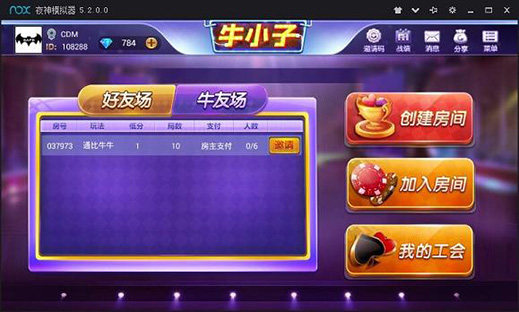 nox 夜神模拟器 5.2.0.0
CDM
ID: 108288
784
牛小子
邀请码 战绩 消息 分享 菜单
好友场 牛友场
房号 玩法 低分 局数 支付 人数
037973 通比牛牛 1 10 房主支付 0/6 邀请
创建房间
加入房间
我的工会